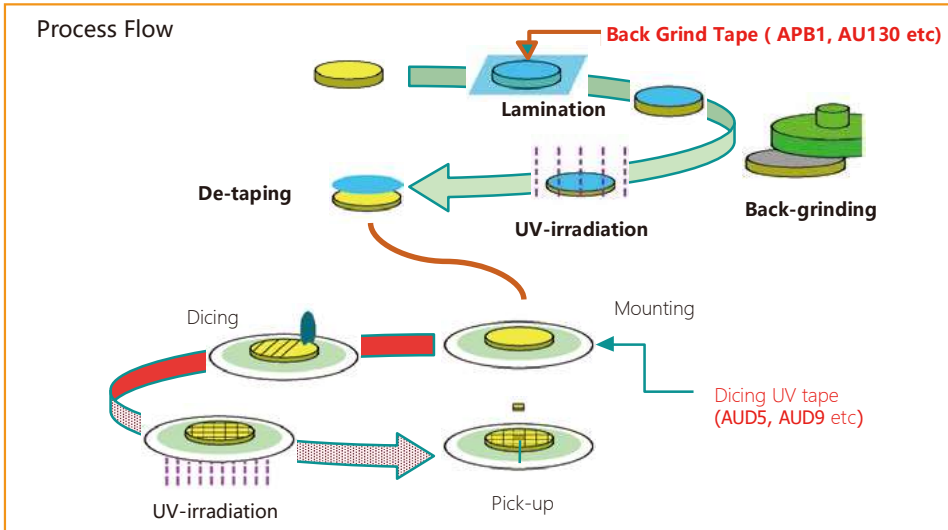 Process Flow
Back Grind Tape ( APB1, AU130 etc)
Lamination
De-taping
UV-irradiation
Back-grinding
Dicing
Mounting
Dicing UV tape
(AUD5, AUD9 etc)
UV-irradiation
Pick-up